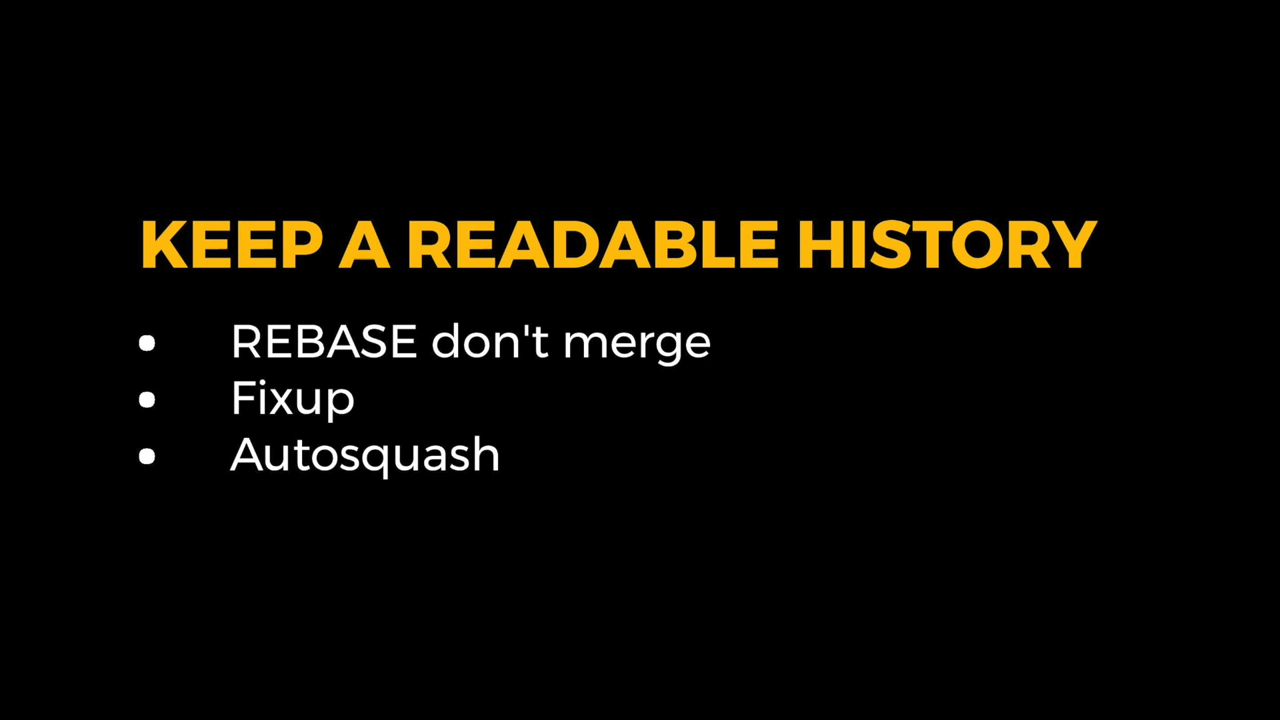 KEEP A READABLE HISTORY
• REBASE don't merge
• Fixup
• Autosquash